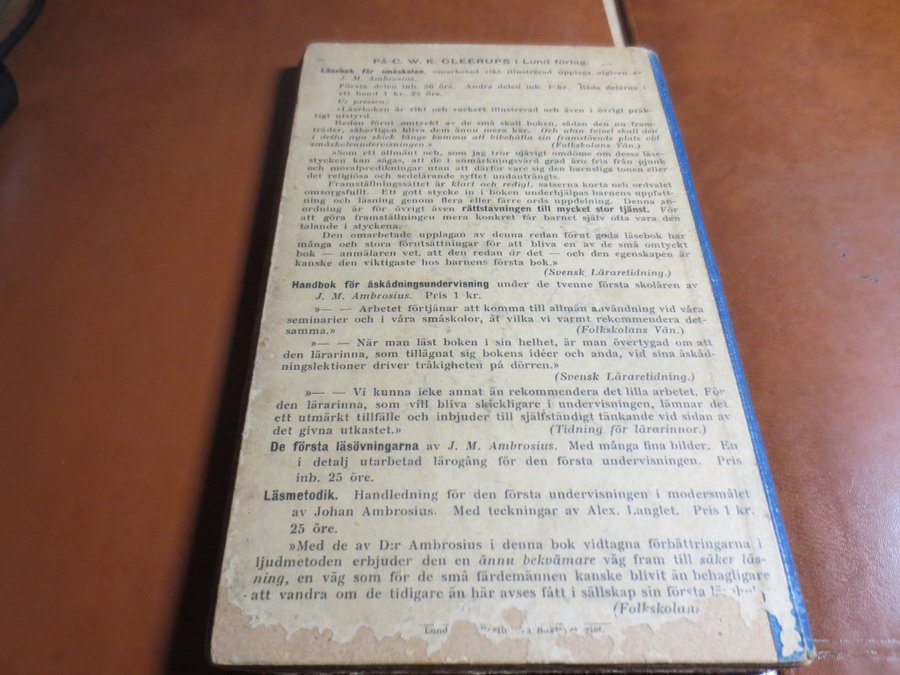 På C. W. K. GLEERUPS i Lund förlag
Läsebok för småskolan, omarbetad rikt illustrerad upplaga utgiven av
J. M. Ambrosius.
Första delen inb. 50 öre. Andre delen inb. 1 kr. Båda delarna i
ett band 1 kr. 25 öre.
Ur pressen:
»Läseboken är rikt och vackert illustrerad och även i övrigt präk-
tigt utstyrd.
Redan förut omtyckt av de små skall boken, sådan den nu fram-
träder, säkerligen bliva dem ännu mera kär. Och utan tvivel skall den
i detta nya skick länge komma att bibehålla sin framstående plats vid
småskoleundervisningen.» (Folkskolans Vän.)
»Som ett allmänt och, som jag tror ojävigt omdöme om dessa läse-
stycken kan sägas, att de i anmärkningsvärd grad äro fria från pjunk
och moralpredikningar utan att därför vare sig den barnsliga tonen eller
det religiösa och sedelärande syftet undanträngts.
Framställningssättet är klart och redigt, satserna korta och ordvalet
omsorgsfullt. Ett gott stycke in i boken underhjälpas barnens uppfatt-
ning och läsning genom flera eller färre ords uppdelning. Denna an-
ordning är för övrigt även rättstavningen till mycket stor tjänst. För
att göra framställningen mera konkret får barnet själv ofta vara den
talande i styckena.
Den omarbetade upplagan av denna redan förut goda läsebok har
många och stora förutsättningar för att bliva en av de små omtyckt
bok — anmälaren vet, att den redan är det — och den egenskapen är
kanske den viktigaste hos barnens första bok.»
(Svensk Läraretidning.)
Handbok för åskådningsundervisning under de tvenne första skolåren av
J. M. Ambrosius. Pris 1 kr.
»— — Arbetet förtjänar att komma till allmän användning vid våra
seminarier och i våra småskolor, åt vilka vi varmt rekommendera det-
samma.» (Folkskolans Vän.)
»— — När man läst boken i sin helhet, är man övertygad om att
den lärarinna, som tillägnat sig bokens idéer och anda, vid sina åskåd-
ningslektioner driver tråkigheten på dörren.»
(Svensk Läraretidning.)
»— — Vi kunna icke annat än rekommendera det lilla arbetet. För
den lärarinna, som vill bliva skickligare i undervisningen, lämnar det
ett utmärkt tillfälle och inbjuder till självständigt tänkande vid sidan av
det givna utkastet.» (Tidning för lärarinnor.)
De första läsövningarna av J. M. Ambrosius. Med många fina bilder. En
i detalj utarbetad lärogång för den första undervisningen. Pris
inb. 25 öre.
Läsmetodik. Handledning för den första undervisningen i modersmålet
av Johan Ambrosius. Med teckningar av Alex. Langlet. Pris 1 kr.
25 öre.
»Med de av D:r Ambrosius i denna bok vidtagna förbättringarna i
ljudmetoden erbjuder den en ännu bekvämare väg fram till säker läs-
ning, en väg som för de små färdemännen kanske blivit än behagligare
att vandra om de tidigare än här avses fått i sällskap sin första
(Folkskolan
Lund